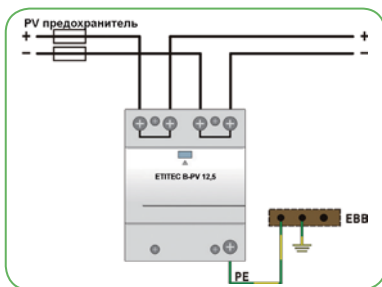 PV предохранитель
+ +
− −
ETITEC B-PV 12,5
EBB
PE